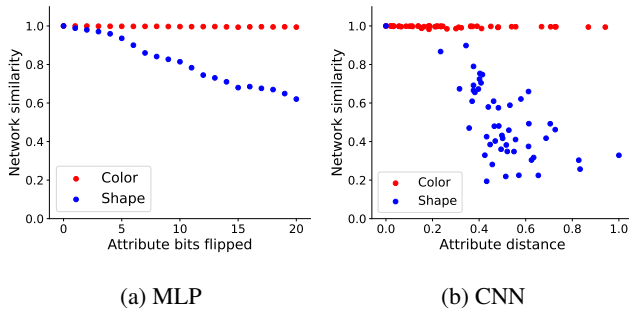 1.0
0.8
0.6
0.4
0.2
0.0
Network similarity
Color
Shape
0 5 10 15 20
Attribute bits flipped
(a) MLP
1.0
0.8
0.6
0.4
0.2
0.0
Network similarity
Color
Shape
0.0 0.2 0.4 0.6 0.8 1.0
Attribute distance
(b) CNN